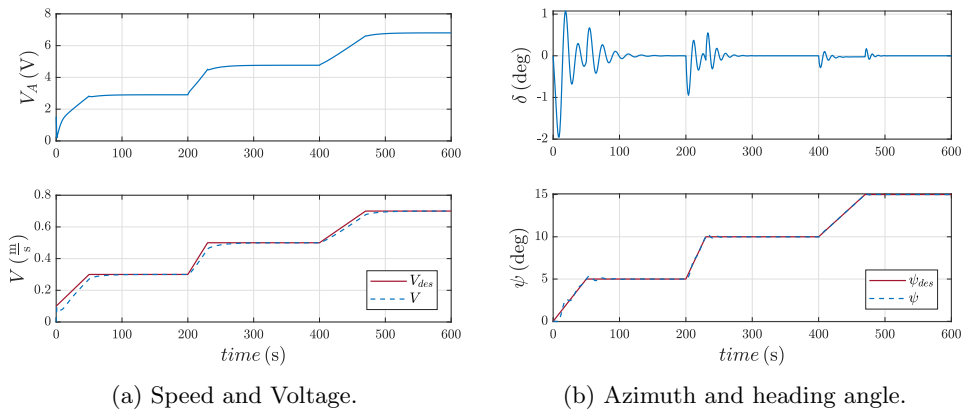 8
6
4
2
0
V_A (V)
0 100 200 300 400 500 600
0.8
0.6
0.4
0.2
0
V (m/s)
V_des
V
0 100 200 300 400 500 600
time (s)
(a) Speed and Voltage.
1
0
-1
-2
δ (deg)
0 100 200 300 400 500 600
15
10
5
0
ψ (deg)
ψ_des
ψ
0 100 200 300 400 500 600
time (s)
(b) Azimuth and heading angle.